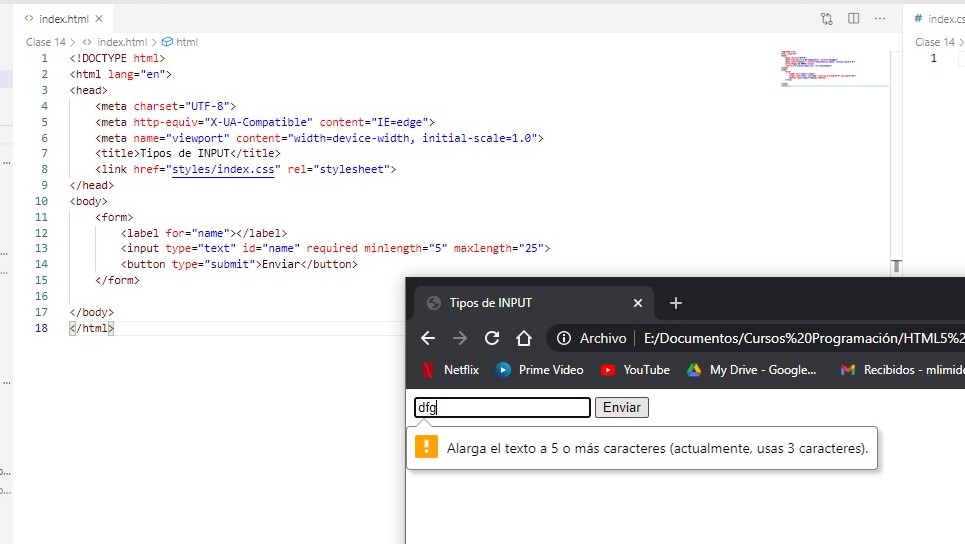 index.html
index.cs
Clase 14 > index.html > html
Clase 14 >
1 <!DOCTYPE html>
2 <html lang="en">
3 <head>
4 <meta charset="UTF-8">
5 <meta http-equiv="X-UA-Compatible" content="IE=edge">
6 <meta name="viewport" content="width=device-width, initial-scale=1.0">
7 <title>Tipos de INPUT</title>
8 <link href="styles/index.css" rel="stylesheet">
9 </head>
10 <body>
11 <form>
12 <label for="name"></label>
13 <input type="text" id="name" required minlength="5" maxlength="25">
14 <button type="submit">Enviar</button>
15 </form>
16
17 </body>
18 </html>
1
Tipos de INPUT
Archivo | E:/Documentos/Cursos%20Programación/HTML5%2
Netflix Prime Video YouTube My Drive - Google... Recibidos - mlimide
dfg Enviar
Alarga el texto a 5 o más caracteres (actualmente, usas 3 caracteres).